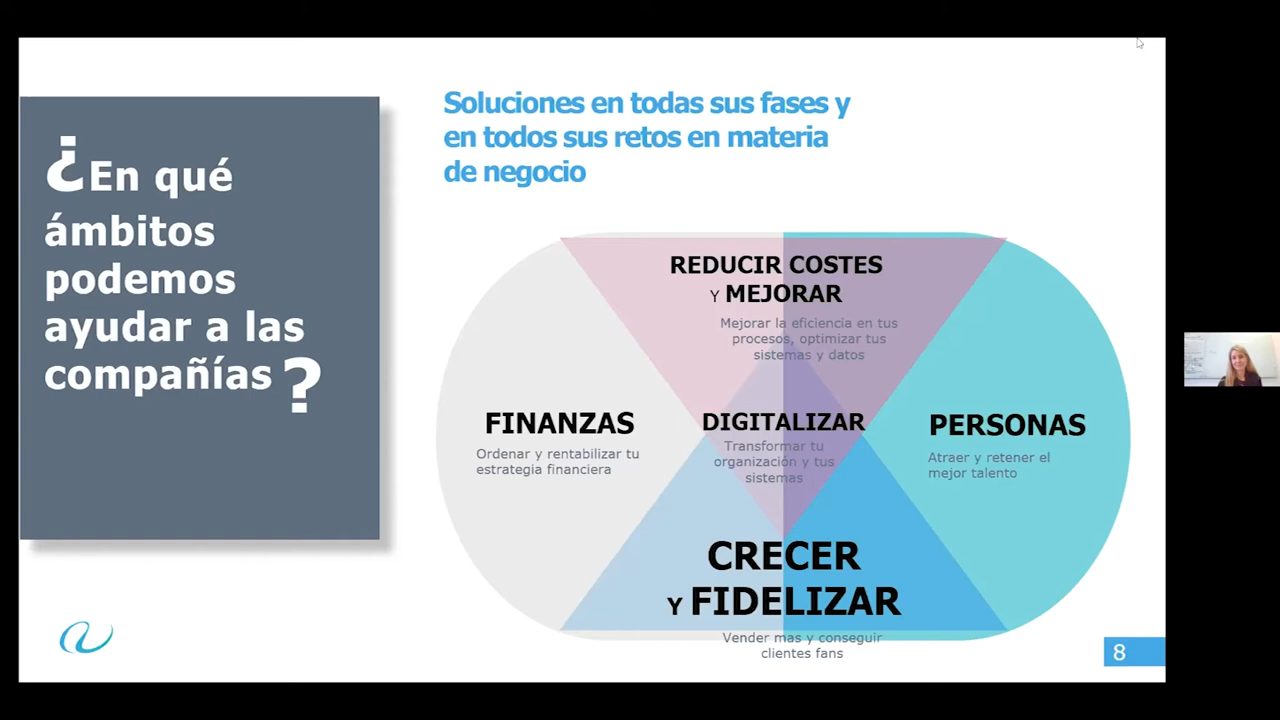 ¿En qué
ámbitos
podemos
ayudar a las
compañías?
Soluciones en todas sus fases y
en todos sus retos en materia
de negocio
REDUCIR COSTES
Y MEJORAR
Mejorar la eficiencia en tus
procesos, optimizar tus
sistemas y datos
FINANZAS
Ordenar y rentabilizar tu
estrategia financiera
DIGITALIZAR
Transformar tu
organización y tus
sistemas
PERSONAS
Atraer y retener el
mejor talento
CRECER
Y FIDELIZAR
Vender mas y conseguir
clientes fans
8